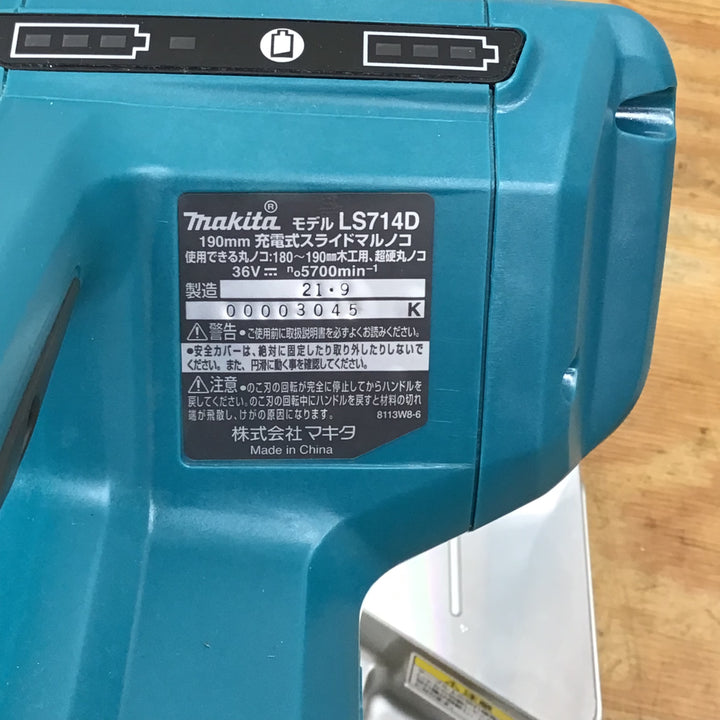 makita® モデル LS714D
190mm 充電式スライドマルノコ
使用できる丸ノコ:180～190㎜木工用、超硬丸ノコ
36V⎓ n₀5700min⁻¹
製造 21・9
00003045 K
⚠警告 ●ご使用前に取扱説明書を必ずよくお読みください。
●安全カバーは、絶対に固定したり取り外したりしないで
ください。また、円滑に動く事を確認してください。
⚠注意 ●のこ刃の回転が完全に停止してからハンドルを
戻してください。のこ刃の回転中にハンドルを戻すと材料の切れ
端が飛散し、けがの原因になります。 8113W8-6
株式会社 マキタ
Made in China
⚠注意